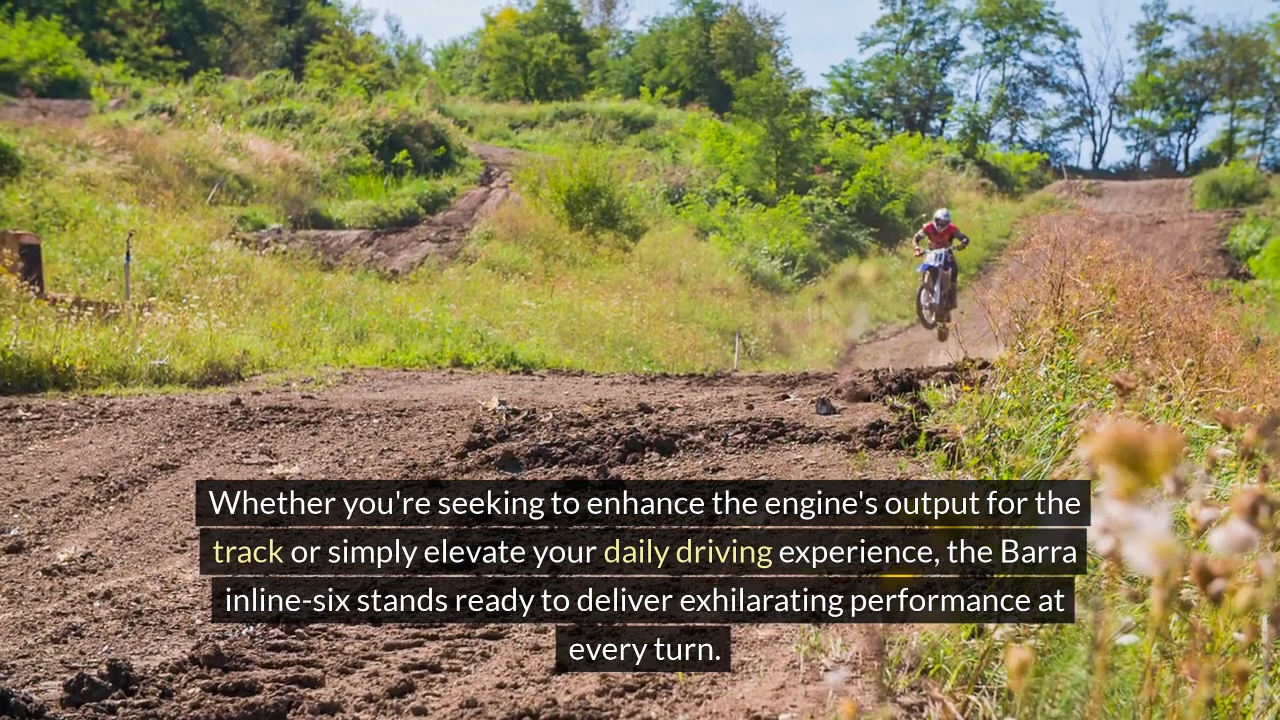 Whether you're seeking to enhance the engine's output for the
track or simply elevate your daily driving experience, the Barra
inline-six stands ready to deliver exhilarating performance at
every turn.